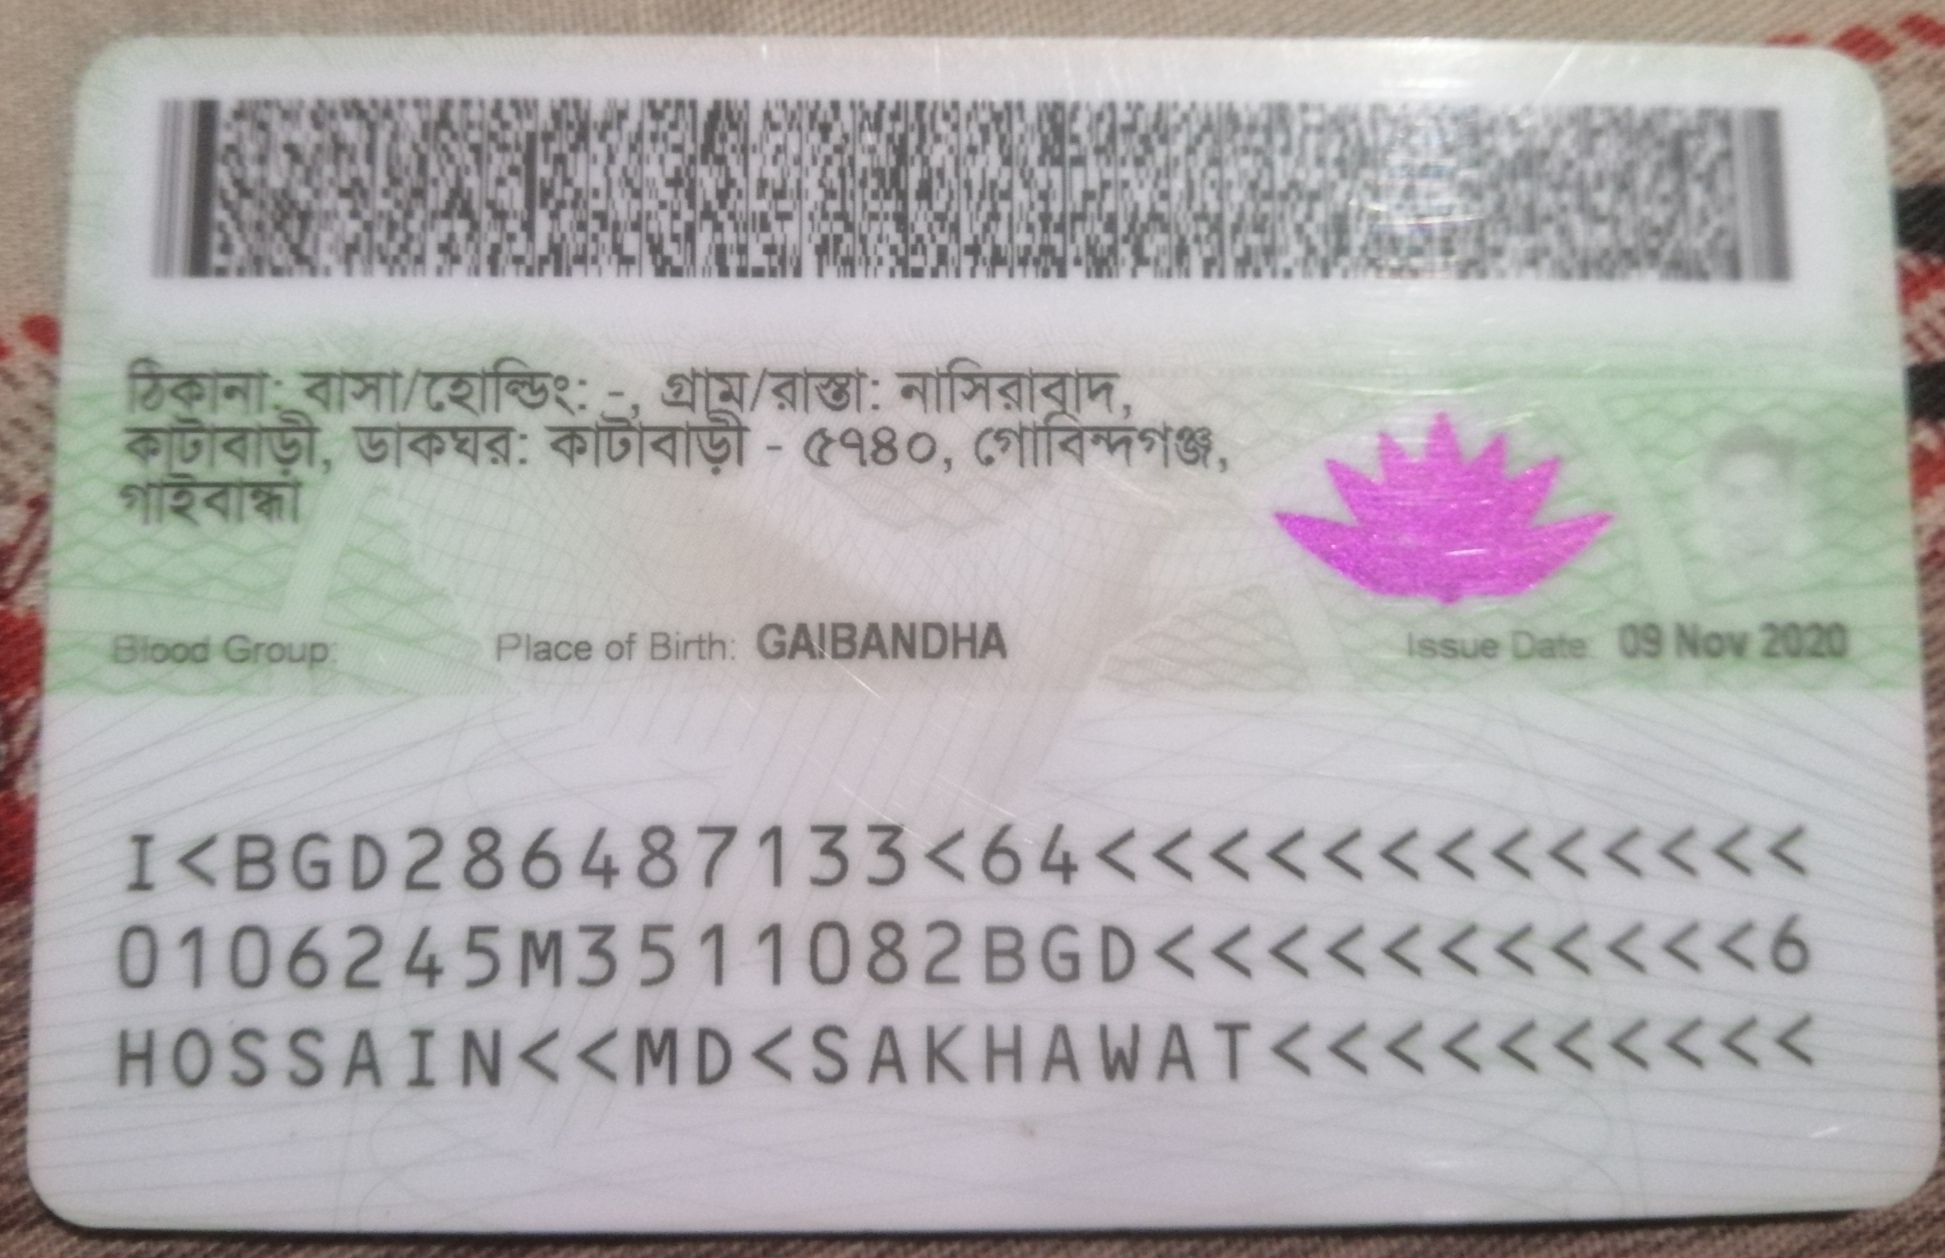 ঠিকানা: বাসা/হোল্ডিং: -, গ্রাম/রাস্তা: নাসিরাবাদ,
কাটাবাড়ী, ডাকঘর: কাটাবাড়ী - ৫৭৪০, গোবিন্দগঞ্জ,
গাইবান্ধা
Blood Group: Place of Birth: GAIBANDHA Issue Date: 09 Nov 2020
I<BGD286487133<64<<<<<<<<<<<<<
0106245M3511082BGD<<<<<<<<<<<6
HOSSAIN<<MD<SAKHAWAT<<<<<<<<<<